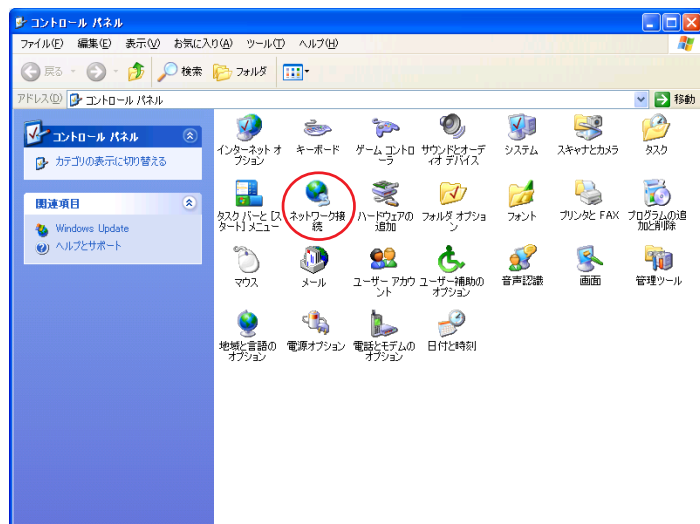 コントロール パネル
ファイル(F) 編集(E) 表示(V) お気に入り(A) ツール(T) ヘルプ(H)
戻る 検索 フォルダ
アドレス(D) コントロール パネル 移動
コントロール パネル
カテゴリの表示に切り替える
関連項目
Windows Update
ヘルプとサポート
インターネット オ
プション
キーボード
ゲーム コントロ
ーラ
サウンドとオーデ
ィオ デバイス
システム
スキャナとカメラ
タスク
タスク バーと [ス
タート] メニュー
ネットワーク接
続
ハードウェアの
追加
フォルダ オプショ
ン
フォント
プリンタと FAX
プログラムの追
加と削除
マウス
メール
ユーザー アカウ
ント
ユーザー補助の
オプション
音声認識
画面
管理ツール
地域と言語の
オプション
電源オプション
電話とモデムの
オプション
日付と時刻